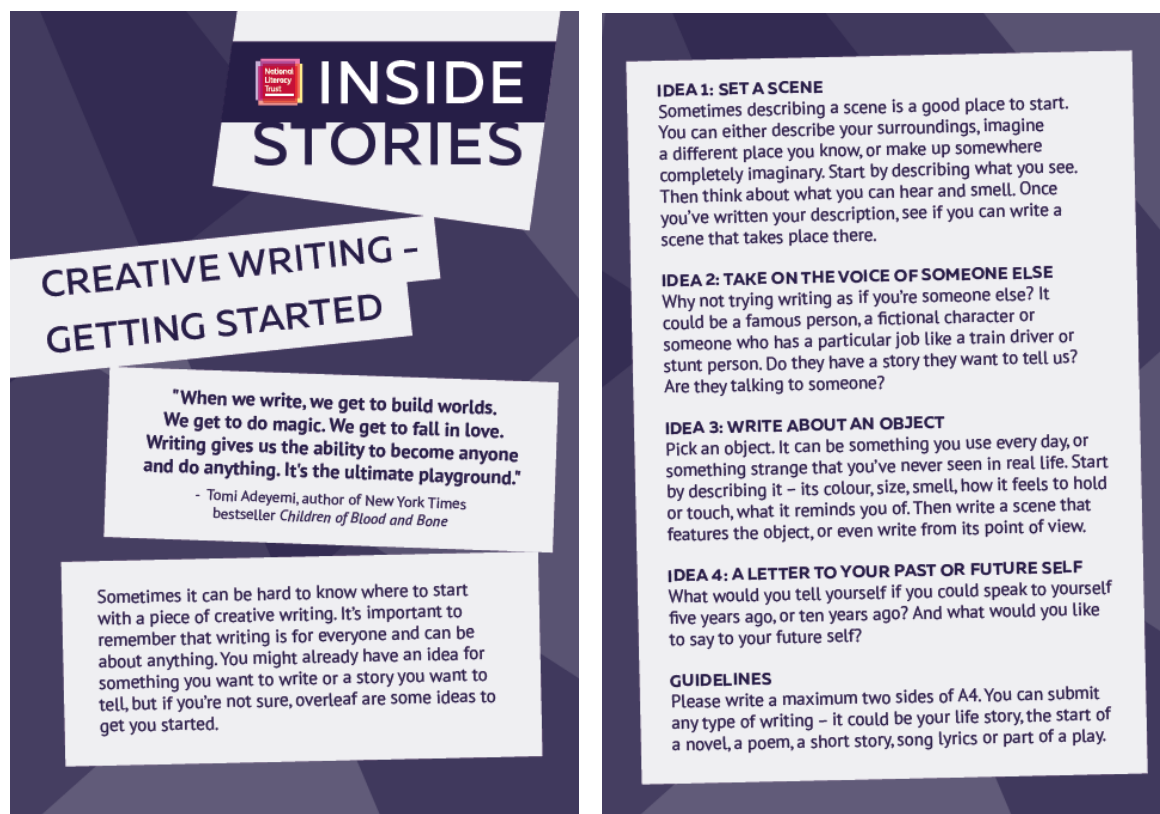 National
Literacy
Trust
INSIDE
STORIES
CREATIVE WRITING –
GETTING STARTED
"When we write, we get to build worlds.
We get to do magic. We get to fall in love.
Writing gives us the ability to become anyone
and do anything. It's the ultimate playground."
- Tomi Adeyemi, author of New York Times
bestseller Children of Blood and Bone
Sometimes it can be hard to know where to start
with a piece of creative writing. It's important to
remember that writing is for everyone and can be
about anything. You might already have an idea for
something you want to write or a story you want to
tell, but if you're not sure, overleaf are some ideas to
get you started.
IDEA 1: SET A SCENE
Sometimes describing a scene is a good place to start.
You can either describe your surroundings, imagine
a different place you know, or make up somewhere
completely imaginary. Start by describing what you see.
Then think about what you can hear and smell. Once
you've written your description, see if you can write a
scene that takes place there.
IDEA 2: TAKE ON THE VOICE OF SOMEONE ELSE
Why not trying writing as if you're someone else? It
could be a famous person, a fictional character or
someone who has a particular job like a train driver or
stunt person. Do they have a story they want to tell us?
Are they talking to someone?
IDEA 3: WRITE ABOUT AN OBJECT
Pick an object. It can be something you use every day, or
something strange that you've never seen in real life. Start
by describing it – its colour, size, smell, how it feels to hold
or touch, what it reminds you of. Then write a scene that
features the object, or even write from its point of view.
IDEA 4: A LETTER TO YOUR PAST OR FUTURE SELF
What would you tell yourself if you could speak to yourself
five years ago, or ten years ago? And what would you like
to say to your future self?
GUIDELINES
Please write a maximum two sides of A4. You can submit
any type of writing – it could be your life story, the start of
a novel, a poem, a short story, song lyrics or part of a play.